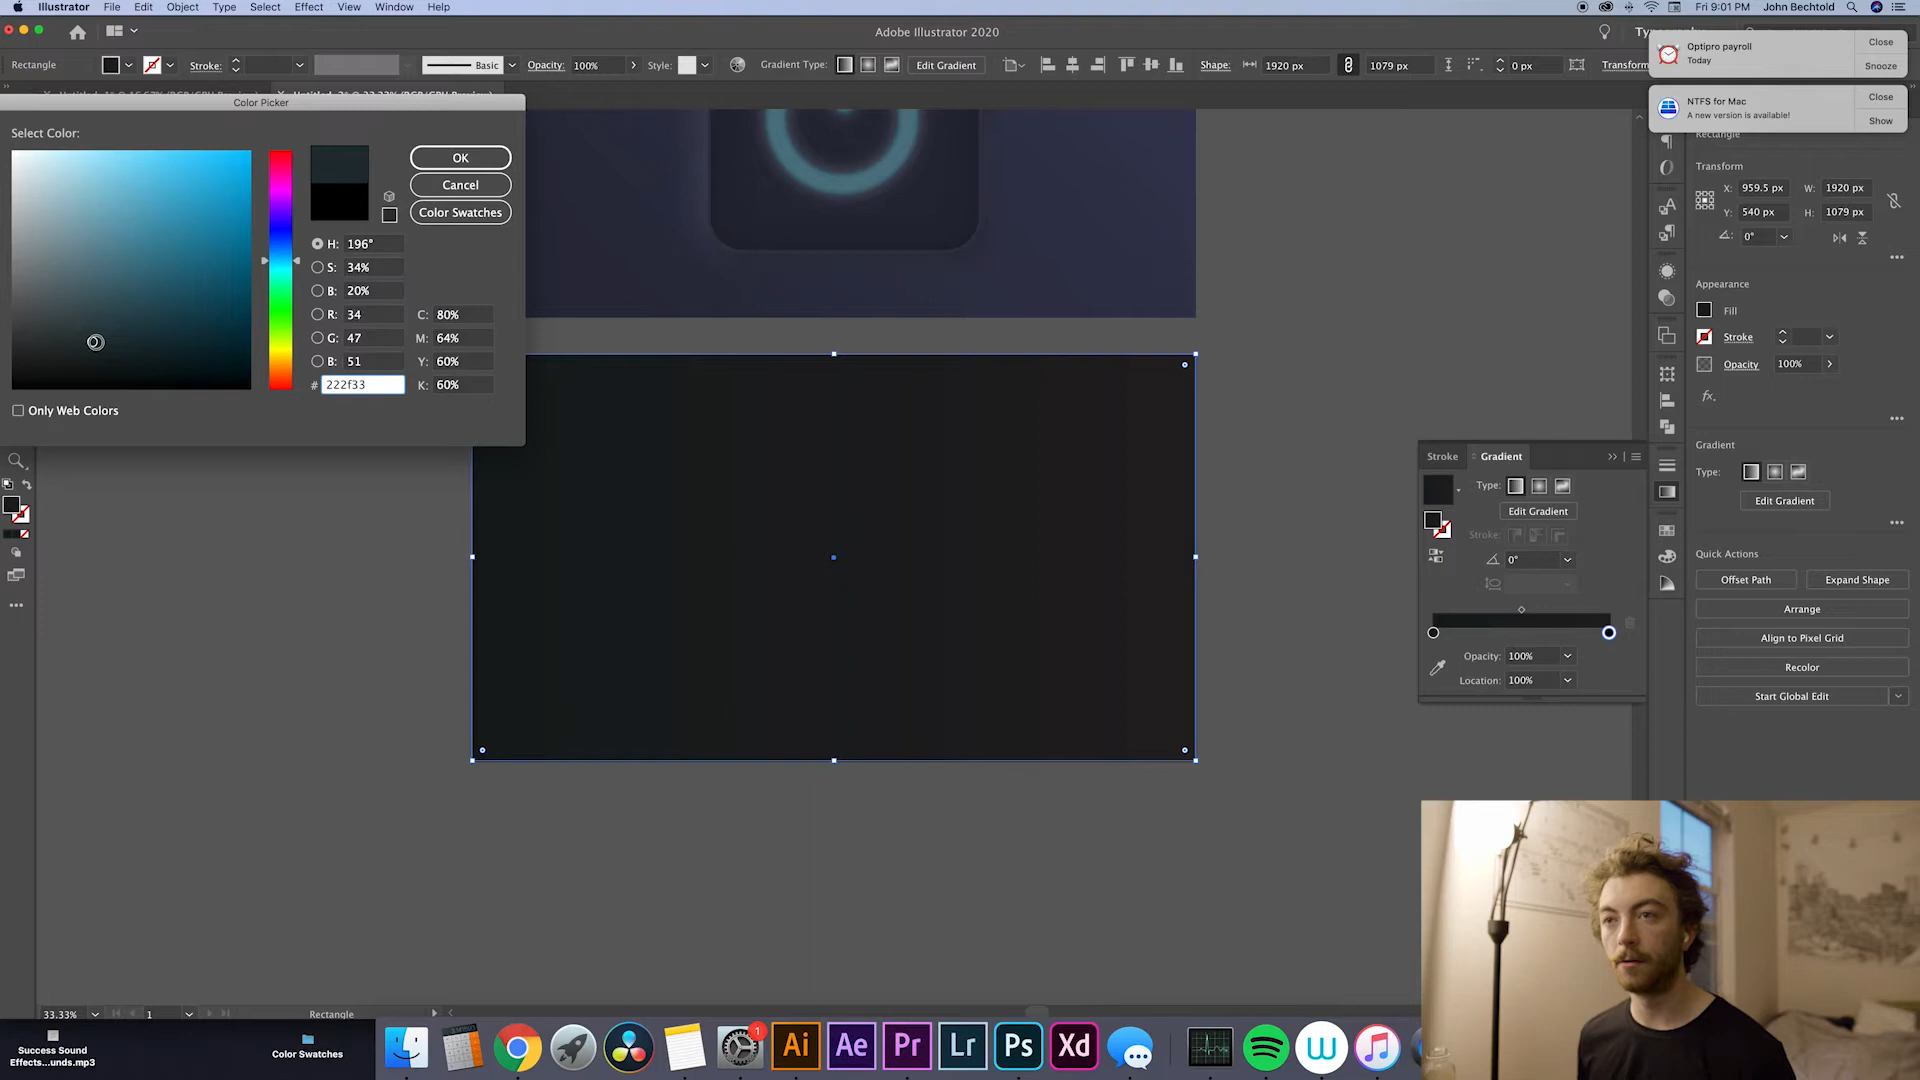 Illustrator File Edit Object Type Select Effect View Window Help
Fri 9:01 PM John Bechtold
Adobe Illustrator 2020
Rectangle Stroke: Basic Opacity: 100% Style: Gradient Type: Edit Gradient Shape: 1920 px 1079 px 0 px Transform
Optipro payroll
Today
Close
Snooze
NTFS for Mac
A new version is available!
Close
Show
Color Picker
Select Color:
OK
Cancel
Color Swatches
H: 196°
S: 34%
B: 20%
R: 34 C: 80%
G: 47 M: 64%
B: 51 Y: 60%
# 222f33 K: 60%
Only Web Colors
Rectangle
Transform
X: 959.5 px W: 1920 px
Y: 540 px H: 1079 px
0°
Appearance
Fill
Stroke
Opacity 100%
fx.
Gradient
Type:
Edit Gradient
Quick Actions
Offset Path Expand Shape
Arrange
Align to Pixel Grid
Recolor
Start Global Edit
Stroke Gradient
Type:
Edit Gradient
Stroke:
0°
Opacity: 100%
Location: 100%
33.33% 1 Rectangle
Success Sound
Effects...unds.mp3
Color Swatches
1
Ai Ae Pr Lr Ps Xd